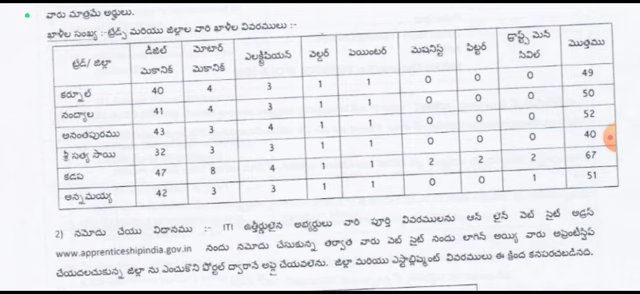 వారు మాత్రమే అర్హులు.
ఖాళీల సంఖ్య :-ట్రేడ్స్ మరియు జిల్లాల వారి ఖాళీల వివరములు :-
ట్రేడ్/ జిల్లా డీజిల్ మెకానిక్ మోటార్ మెకానిక్ ఎలక్ట్రీషియన్ వెల్డర్ పెయింటర్ మెషినిస్ట్ ఫిట్టర్ డ్రాఫ్ట్స్ మెన్ సివిల్ మొత్తము
కర్నూల్ 40 4 3 1 1 0 0 0 49
నంద్యాల 41 4 3 1 1 0 0 0 50
అనంతపురము 43 3 4 1 1 0 0 0 52
శ్రీ సత్య సాయి 32 3 3 1 1 0 0 0 40
కడప 47 8 4 1 1 2 2 2 67
అన్నమయ్య 42 3 3 1 1 0 0 1 51
2) నమోదు చేయు విధానము :- ITI ఉత్తీర్ణులైన అభ్యర్థులు వారి పూర్తి వివరములను ఆన్ లైన్ వెబ్ సైట్ అడ్రస్
www.apprenticeshipindia.gov.in నందు నమోదు చేసుకున్న తర్వాత వారు వెబ్ సైట్ నందు లాగిన్ అయ్యి వారు అప్రెంటీస్షిప్
చేయదలచుకున్న జిల్లా ను ఎంచుకొని పోర్టల్ ద్వారానే అప్లై చేయవలెను. జిల్లా మరియు ఎస్టాబ్లిష్మెంట్ వివరములు ఈ క్రింద కనపరచబడినది.